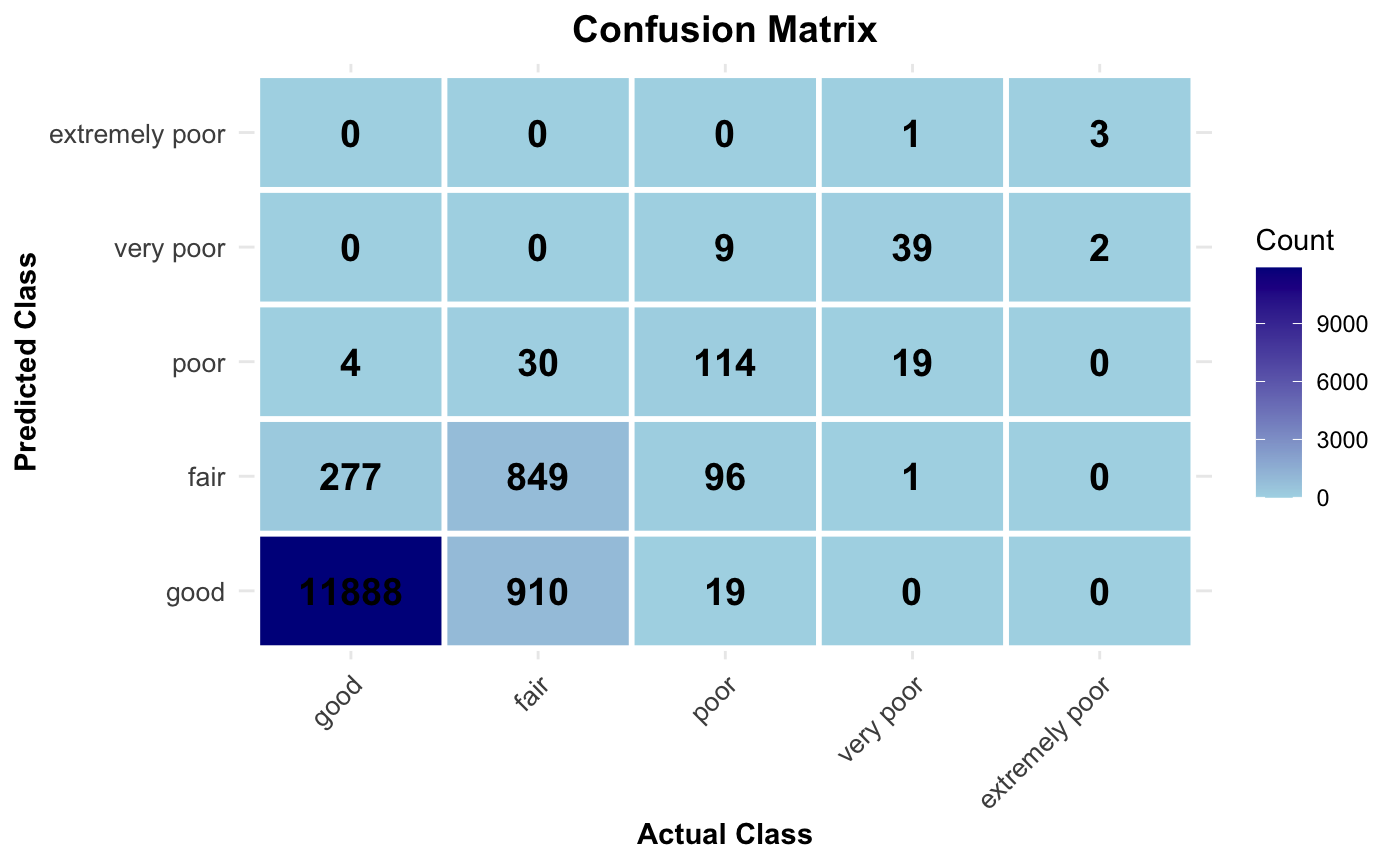 Confusion Matrix
extremely poor 0 0 0 1 3
very poor 0 0 9 39 2
poor 4 30 114 19 0
fair 277 849 96 1 0
good 11888 910 19 0 0
good fair poor very poor extremely poor
Actual Class
Predicted Class
Count
9000
6000
3000
0